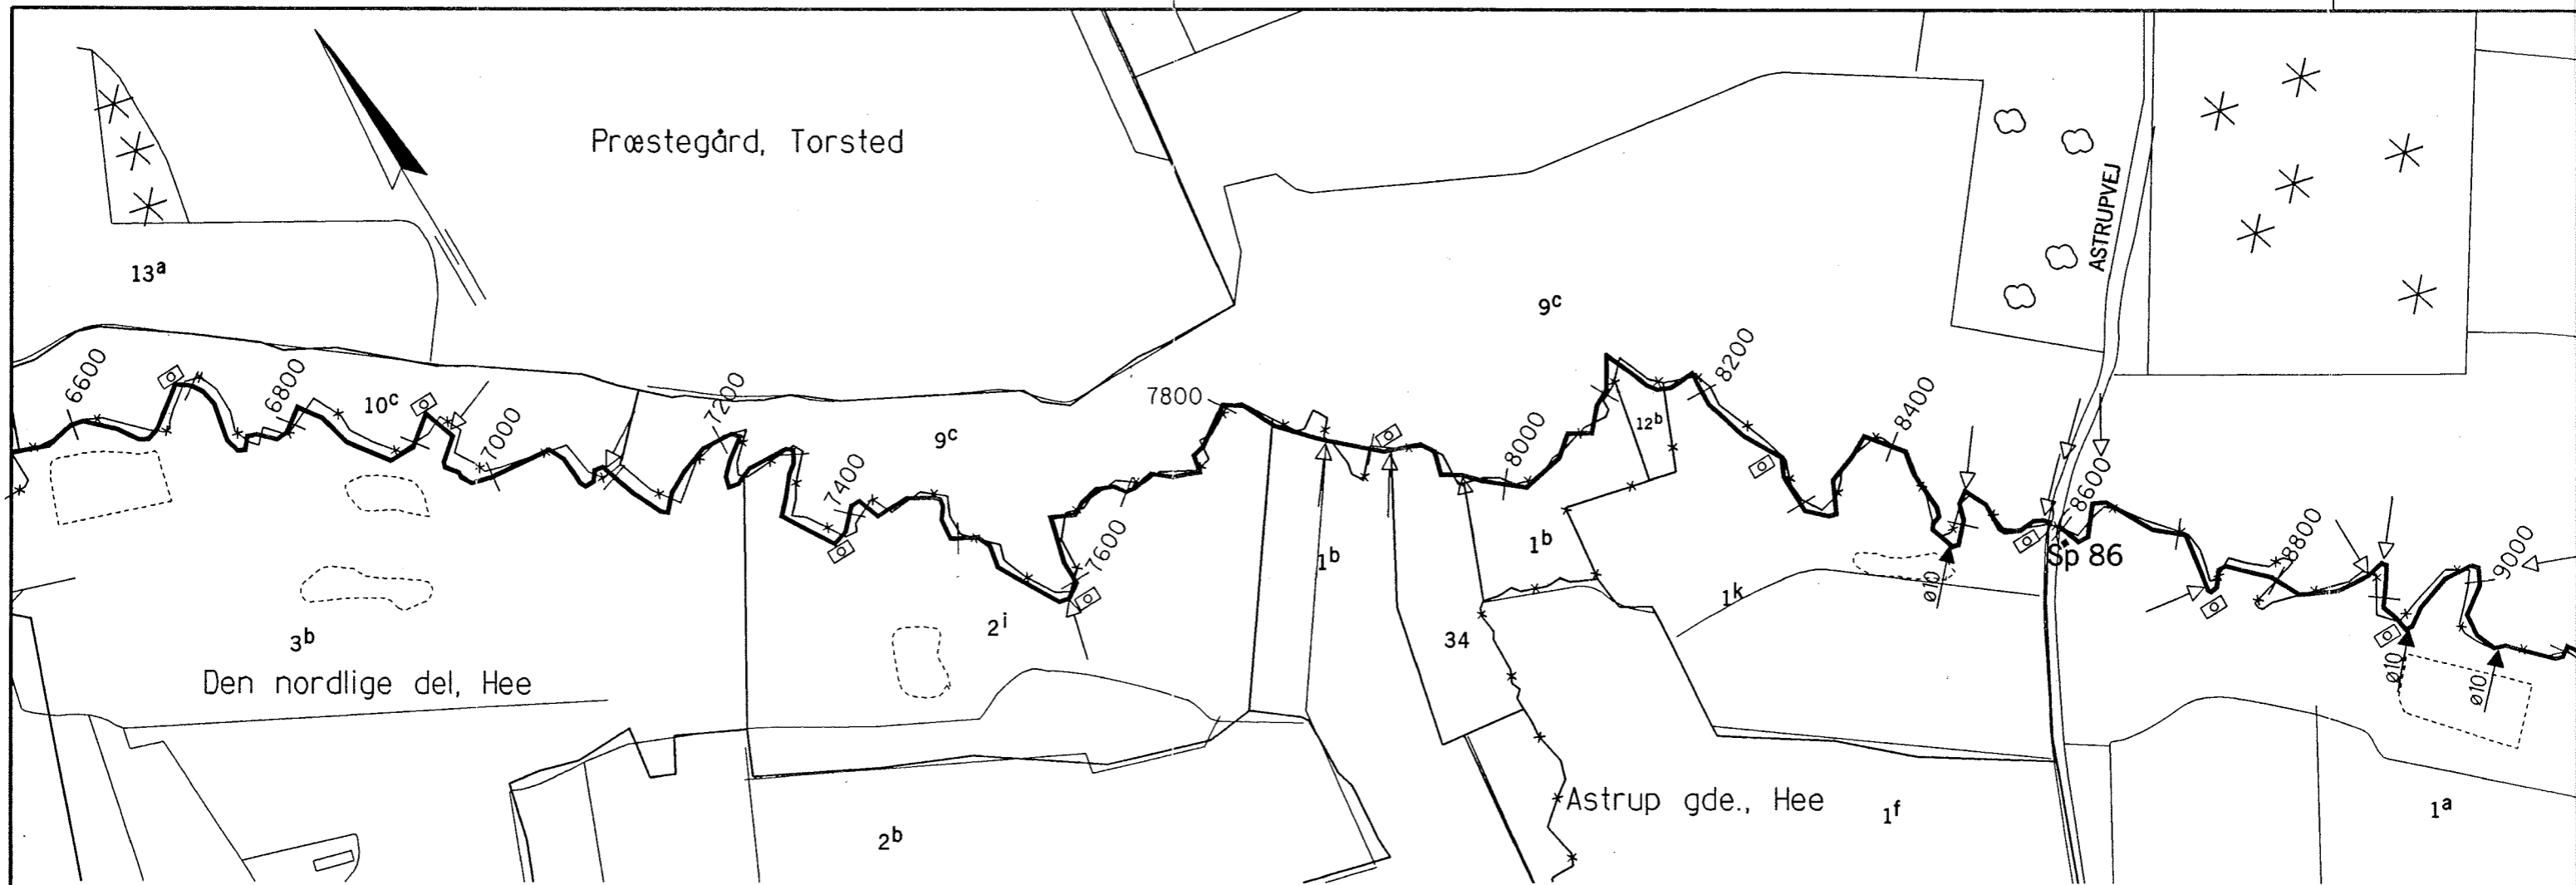 Præstegård, Torsted
ASTRUPVEJ
13a
9c
6600
6800
10c
7000
7200
9c
7400
7600
7800
8000
12b
8200
8400
8600
Sp 86
8800
9000
1b
1b
1k
ø10
3b
2i
34
Den nordlige del, Hee
ø10
ø10
Astrup gde., Hee
1f
1a
2b